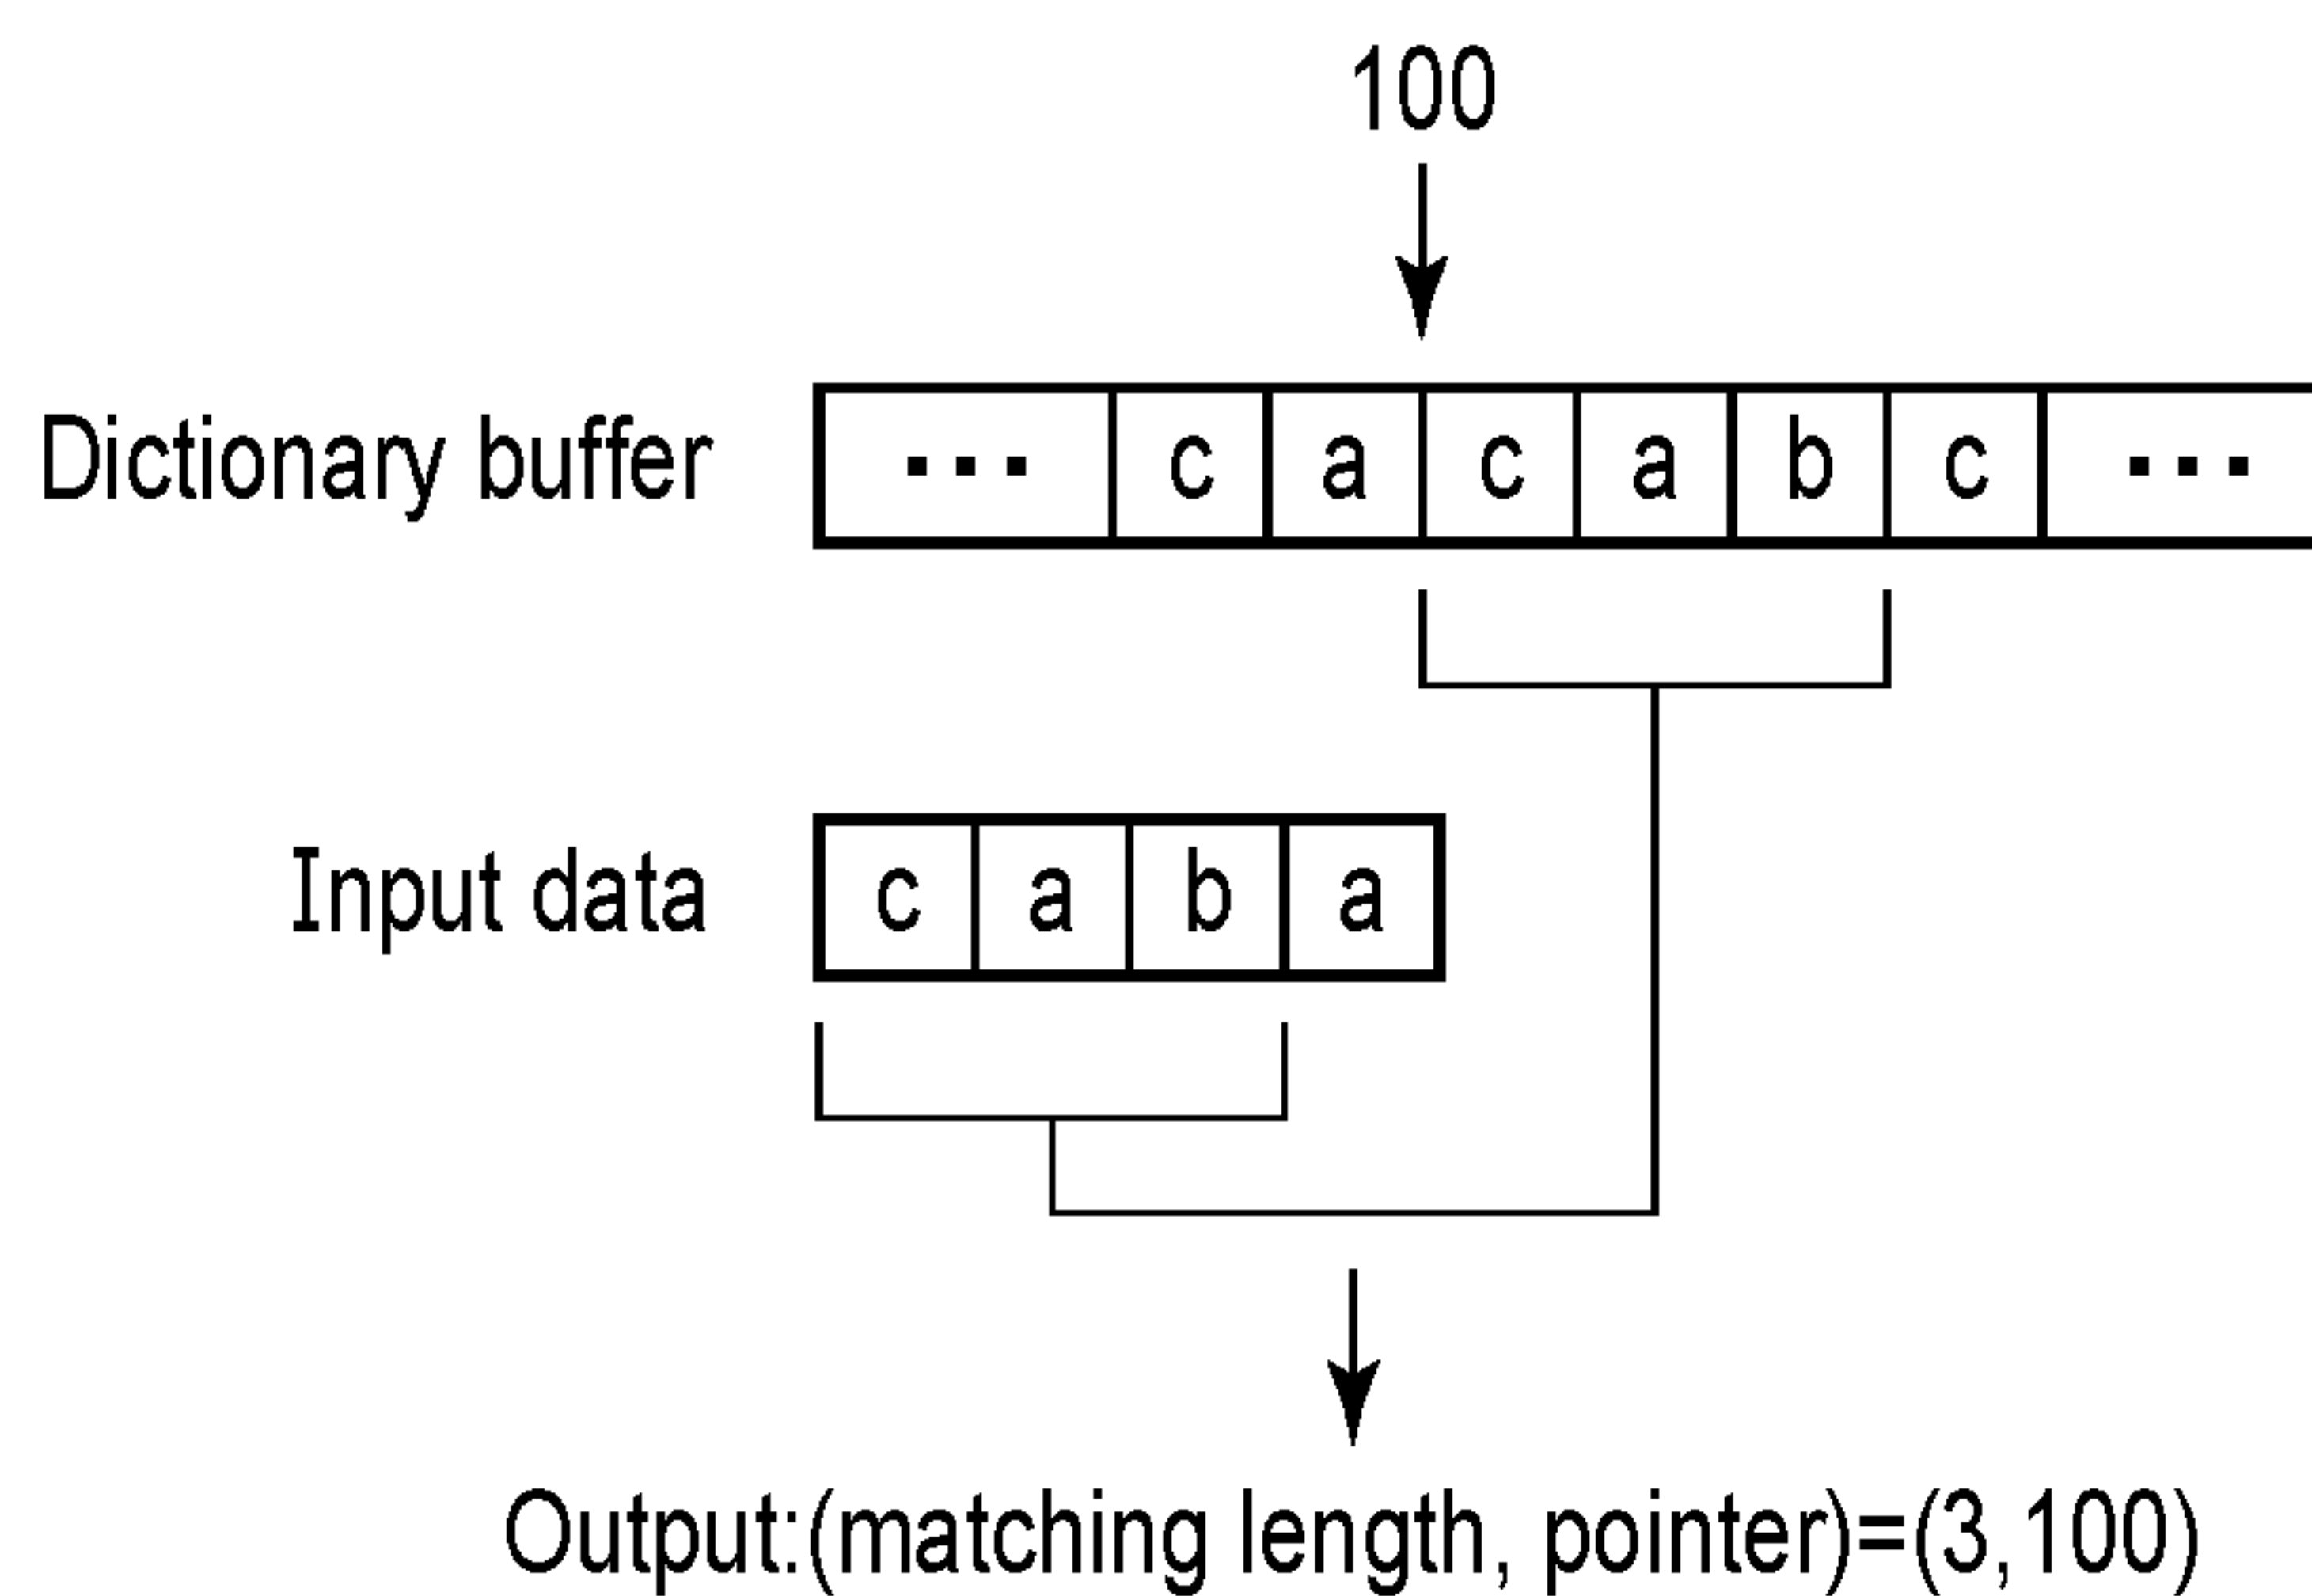 100
Dictionary buffer ··· c a c a b c ···
Input data c a b a
Output:(matching length, pointer)=(3,100)